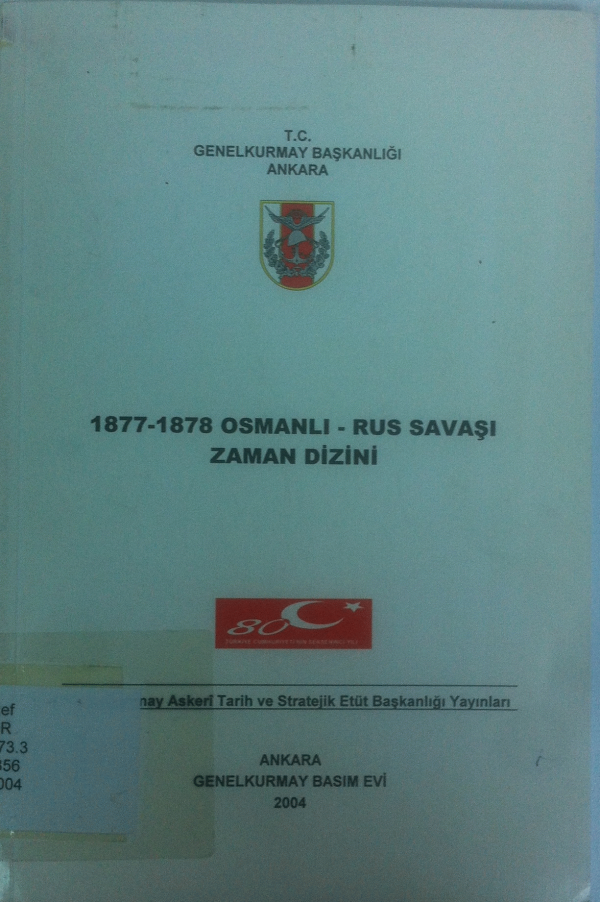 T.C.
GENELKURMAY BAŞKANLIĞI
ANKARA
1877-1878 OSMANLI - RUS SAVAŞI
ZAMAN DİZİNİ
80
may Askerî Tarih ve Stratejik Etüt Başkanlığı Yayınları
ef
R
73.3
356
004
ANKARA
GENELKURMAY BASIM EVİ
2004